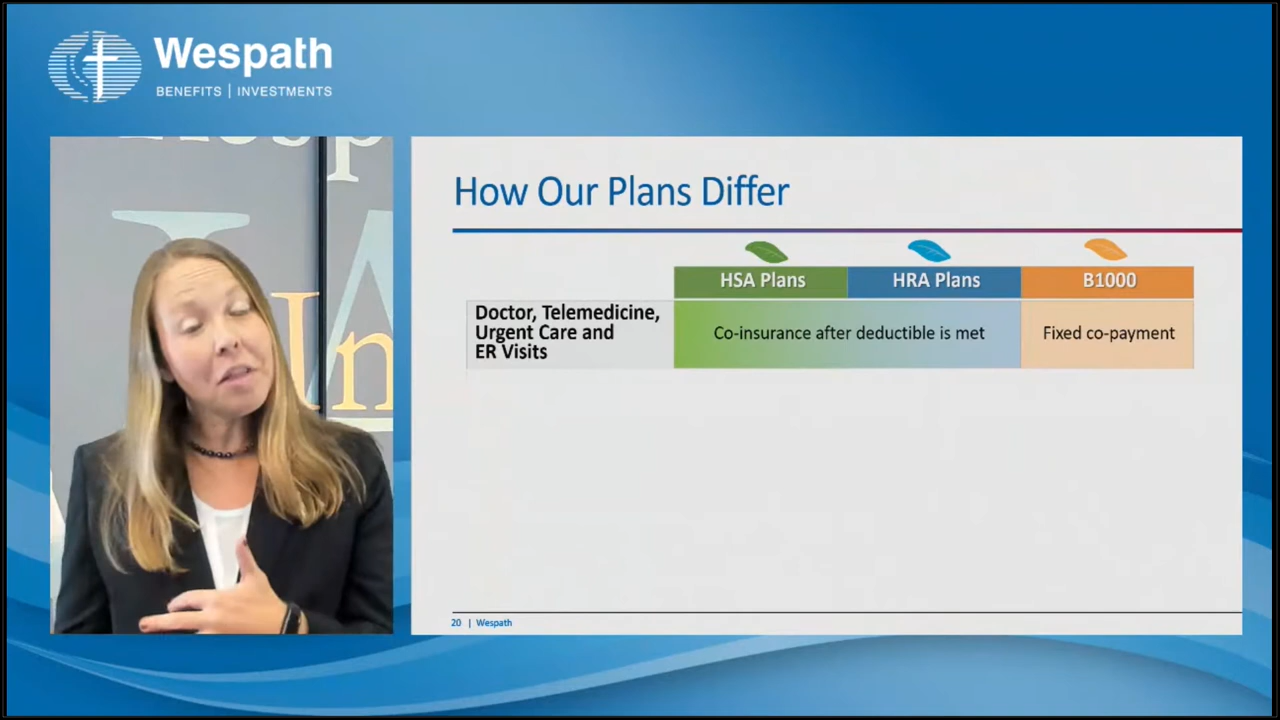 Wespath
BENEFITS | INVESTMENTS
How Our Plans Differ
HSA Plans
HRA Plans
B1000
Doctor, Telemedicine,
Urgent Care and
ER Visits
Co-insurance after deductible is met
Fixed co-payment
20 | Wespath
In